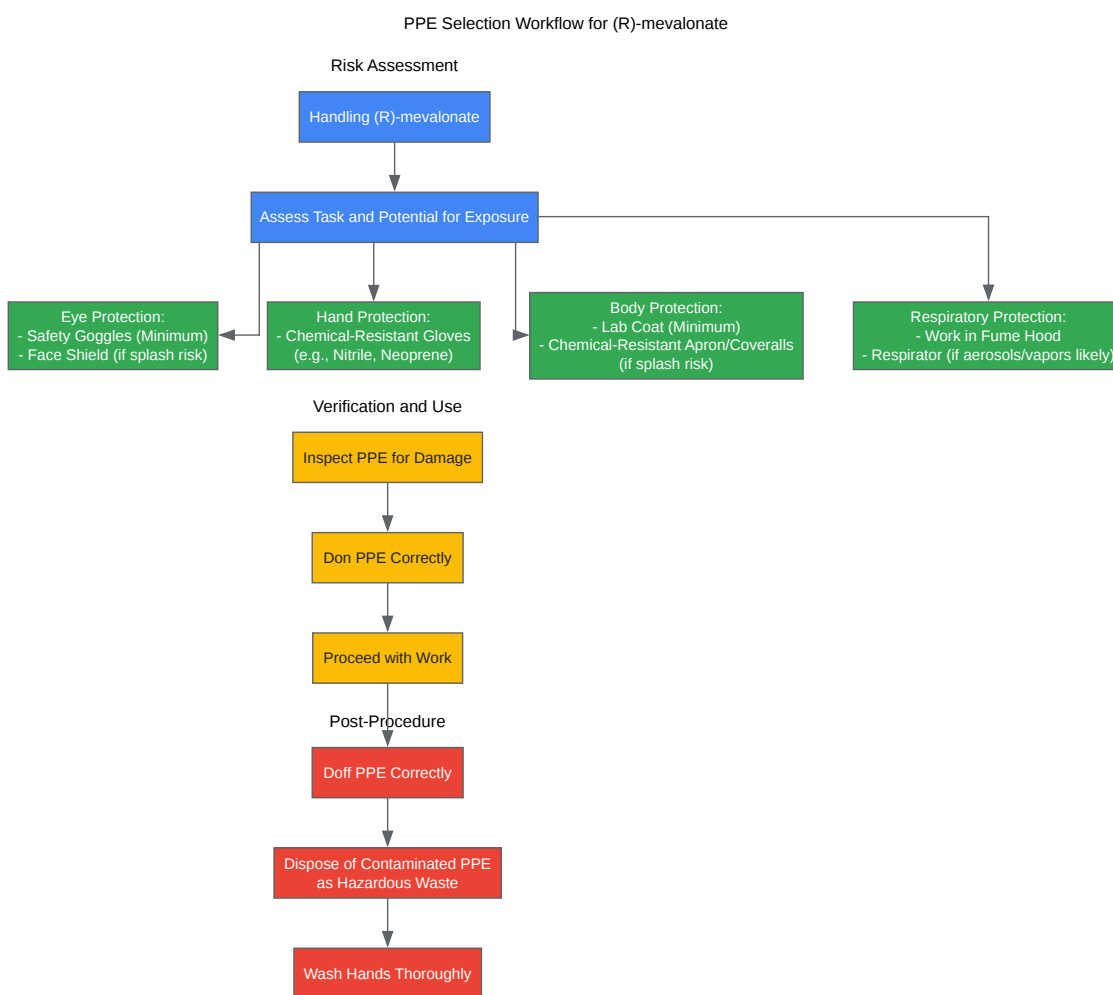 PPE Selection Workflow for (R)-mevalonate
Risk Assessment
Handling (R)-mevalonate
Assess Task and Potential for Exposure
Eye Protection:
- Safety Goggles (Minimum)
- Face Shield (if splash risk)
Hand Protection:
- Chemical-Resistant Gloves
(e.g., Nitrile, Neoprene)
Body Protection:
- Lab Coat (Minimum)
- Chemical-Resistant Apron/Coveralls
(if splash risk)
Respiratory Protection:
- Work in Fume Hood
- Respirator (if aerosols/vapors likely)
Verification and Use
Inspect PPE for Damage
Don PPE Correctly
Proceed with Work
Post-Procedure
Doff PPE Correctly
Dispose of Contaminated PPE
as Hazardous Waste
Wash Hands Thoroughly